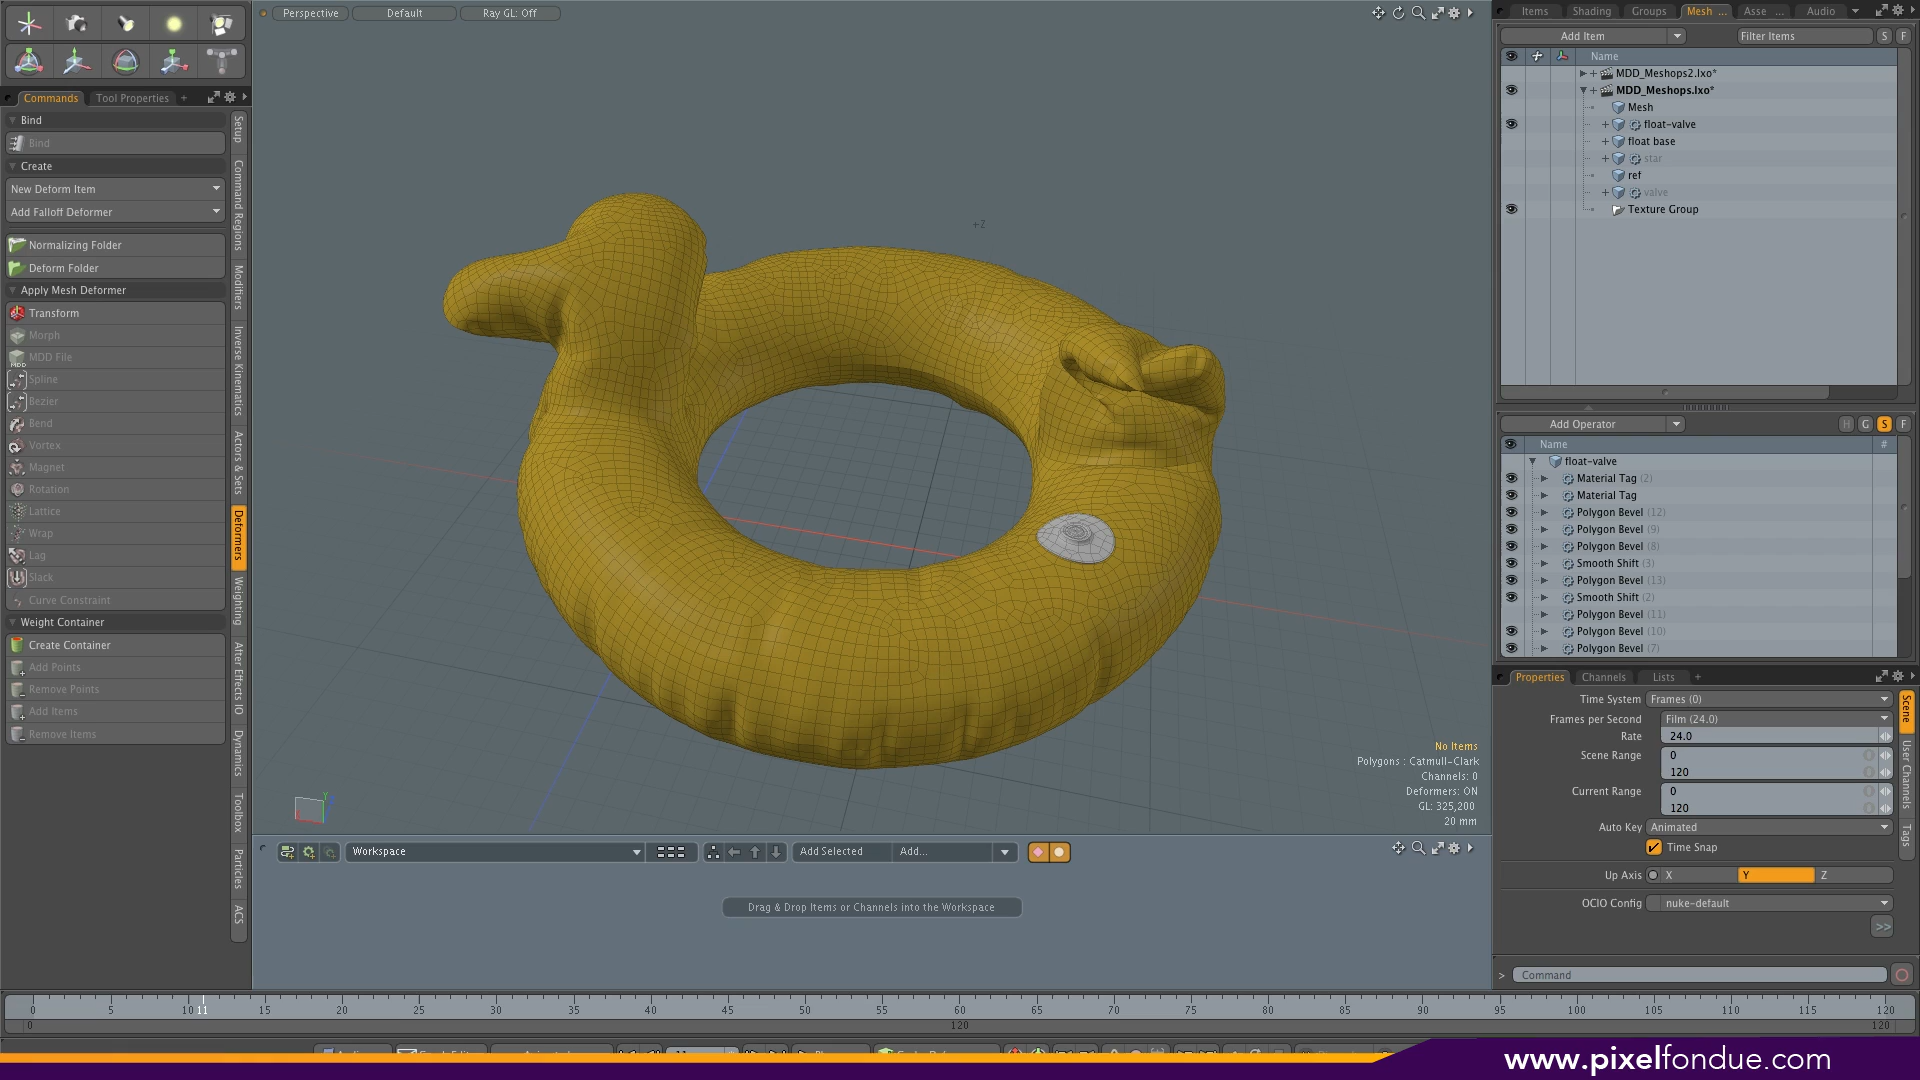 Perspective
Default
Ray GL: Off
Commands
Tool Properties
+
Bind
Bind
Create
New Deform Item
Add Falloff Deformer
Normalizing Folder
Deform Folder
Apply Mesh Deformer
Transform
Morph
MDD File
Spline
Bezier
Bend
Vortex
Magnet
Rotation
Lattice
Wrap
Lag
Slack
Curve Constraint
Weight Container
Create Container
Add Points
Remove Points
Add Items
Remove Items
Setup
Command Regions
Modifiers
Inverse Kinematics
Actors & Sets
Deformers
Weighting
After Effects IO
Dynamics
Toolbox
Particles
ACS
+Z
No Items
Polygons : Catmull-Clark
Channels: 0
Deformers: ON
GL: 325,200
20 mm
Workspace
Add Selected
Add...
Drag & Drop Items or Channels into the Workspace
Items
Shading
Groups
Mesh ...
Asse ...
Audio
Add Item
Filter Items
S
F
Name
MDD_Meshops2.lxo*
MDD_Meshops.lxo*
Mesh
float-valve
float base
star
ref
valve
Texture Group
Add Operator
H
G
S
F
Name
#
float-valve
Material Tag (2)
Material Tag
Polygon Bevel (12)
Polygon Bevel (9)
Polygon Bevel (8)
Smooth Shift (3)
Polygon Bevel (13)
Smooth Shift (2)
Polygon Bevel (11)
Polygon Bevel (10)
Polygon Bevel (7)
Properties
Channels
Lists
+
Time System Frames (0)
Frames per Second Film (24.0)
Rate 24.0
Scene Range 0
120
Current Range 0
120
Auto Key Animated
Time Snap
Up Axis X Y Z
OCIO Config nuke-default
>>
Scene
User Channels
Tags
> Command
0 5 10 11 15 20 25 30 35 40 45 50 55 60 65 70 75 80 85 90 95 100 105 110 115 120
0 120 120
www.pixelfondue.com